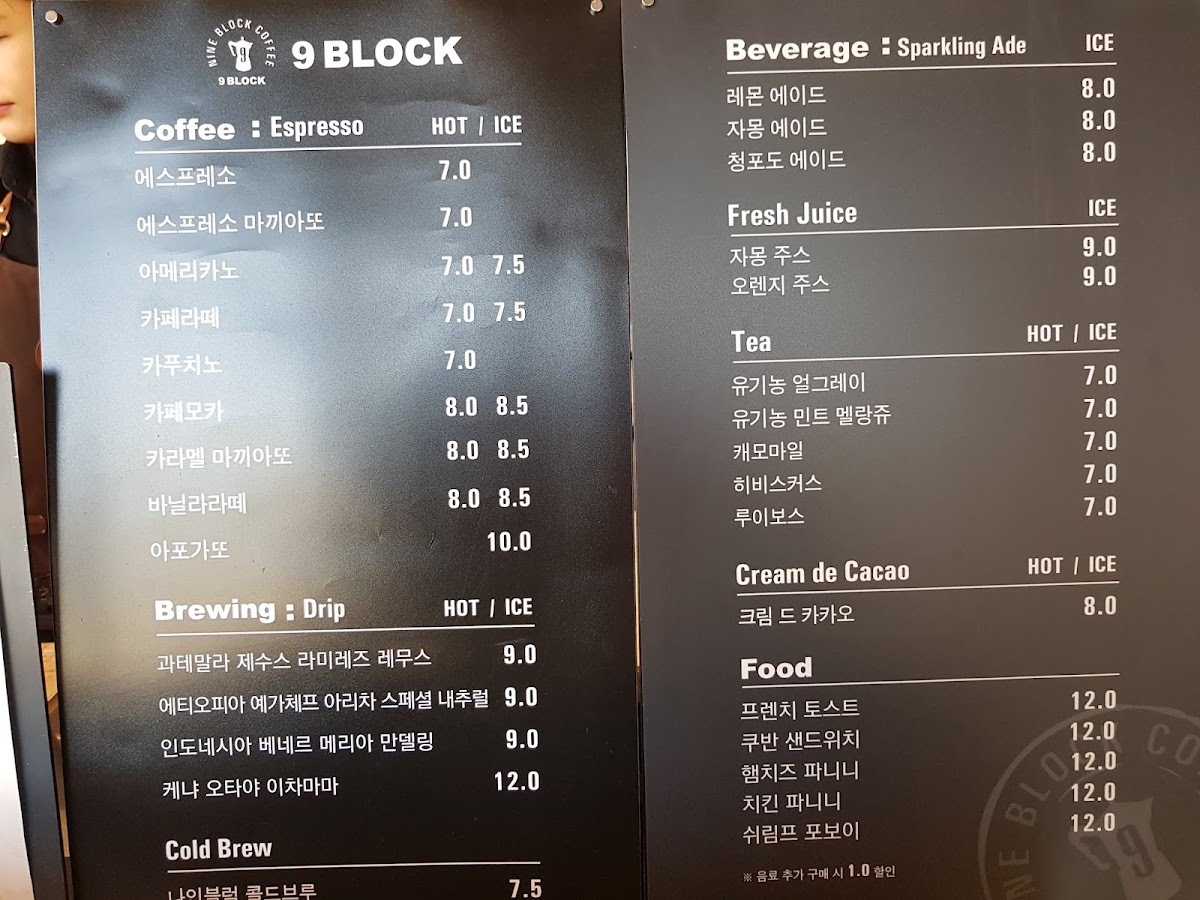 NINE BLOCK COFFEE
9
9 BLOCK
9 BLOCK
Coffee : Espresso HOT / ICE
에스프레소 7.0
에스프레소 마끼아또 7.0
아메리카노 7.0 7.5
카페라떼 7.0 7.5
카푸치노 7.0
카페모카 8.0 8.5
카라멜 마끼아또 8.0 8.5
바닐라라떼 8.0 8.5
아포가또 10.0
Brewing : Drip HOT / ICE
과테말라 제수스 라미레즈 레무스 9.0
에티오피아 예가체프 아리차 스페셜 내추럴 9.0
인도네시아 베네르 메리아 만델링 9.0
케냐 오타야 이차마마 12.0
Cold Brew
나인블럭 콜드브루 7.5
Beverage : Sparkling Ade ICE
레몬 에이드 8.0
자몽 에이드 8.0
청포도 에이드 8.0
Fresh Juice ICE
자몽 주스 9.0
오렌지 주스 9.0
Tea HOT / ICE
유기농 얼그레이 7.0
유기농 민트 멜랑쥬 7.0
캐모마일 7.0
히비스커스 7.0
루이보스 7.0
Cream de Cacao HOT / ICE
크림 드 카카오 8.0
Food
프렌치 토스트 12.0
쿠반 샌드위치 12.0
햄치즈 파니니 12.0
치킨 파니니 12.0
쉬림프 포보이 12.0
※ 음료 추가 구매 시 1.0 할인
NINE BLOCK CO
9